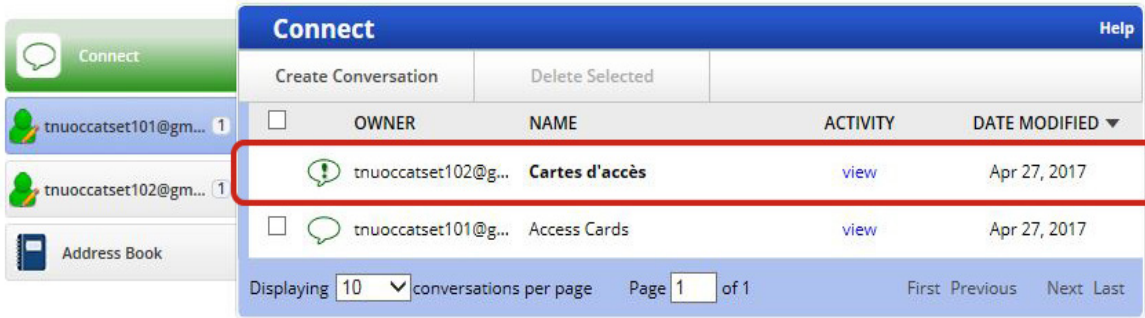 Connect
tnuoccatset101@gm... 1
tnuoccatset102@gm... 1
Address Book
Connect Help
Create Conversation Delete Selected
OWNER NAME ACTIVITY DATE MODIFIED
tnuoccatset102@g... Cartes d'accès view Apr 27, 2017
tnuoccatset101@g... Access Cards view Apr 27, 2017
Displaying 10 conversations per page Page 1 of 1 First Previous Next Last